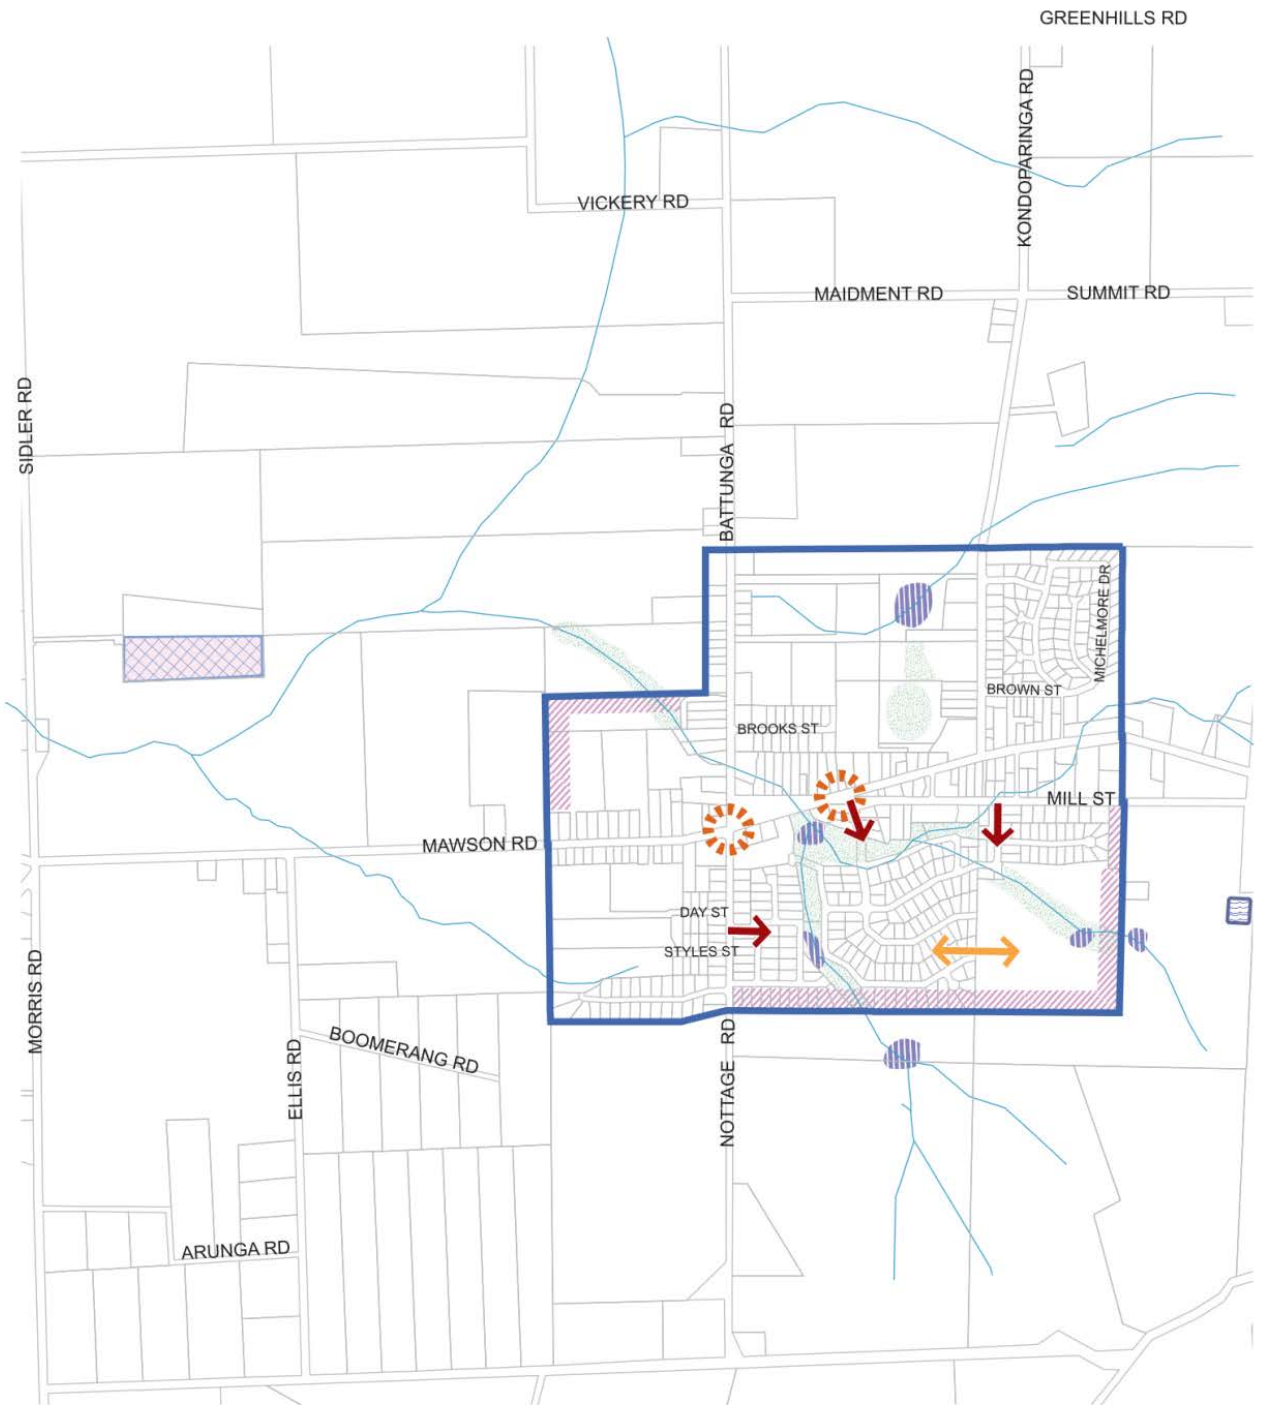 GREENHILLS RD
KONDOPARINGA RD
VICKERY RD
MAIDMENT RD
SUMMIT RD
SIDLER RD
BATTUNGA RD
MICHELMORE DR
BROWN ST
BROOKS ST
MILL ST
MAWSON RD
DAY ST
STYLES ST
MORRIS RD
BOOMERANG RD
ELLIS RD
NOTTAGE RD
ARUNGA RD